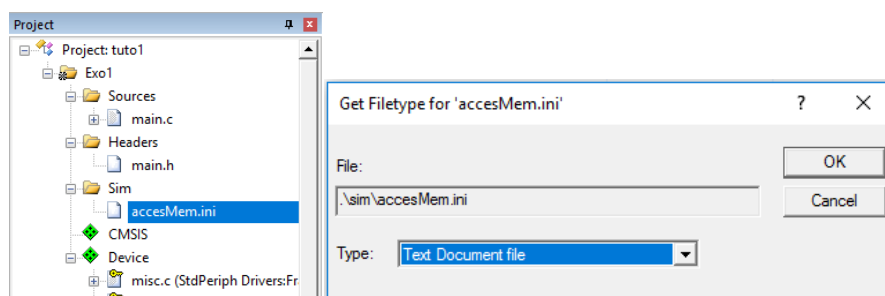 Project
Project: tuto1
Exo1
Sources
main.c
Headers
main.h
Sim
accesMem.ini
CMSIS
Device
misc.c (StdPeriph Drivers:Fr
Get Filetype for 'accesMem.ini'
?
File:
OK
.\sim\accesMem.ini
Cancel
Type:
Text Document file